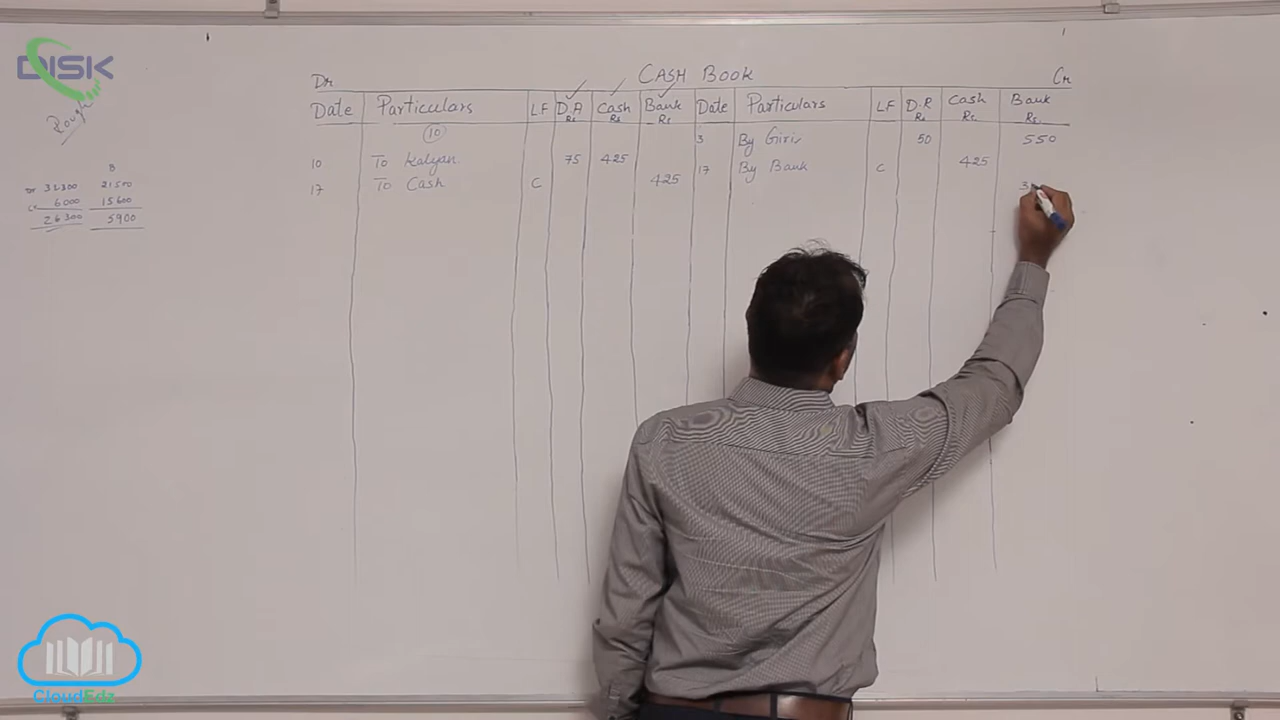 DISK
Rough
B
Dr 32300 21500
Cr 6000 15600
26300 5900
CASH BOOK
Dr Cr
Date Particulars L F D.A Cash Bank Date Particulars LF D.R Cash Bank
Rs Rs Rs Rs Rs. Rs.
10 3 By Giri 50 550
10 To Kalyan 75 425 17 By Bank C 425
17 To Cash C 425
3
CloudEdz